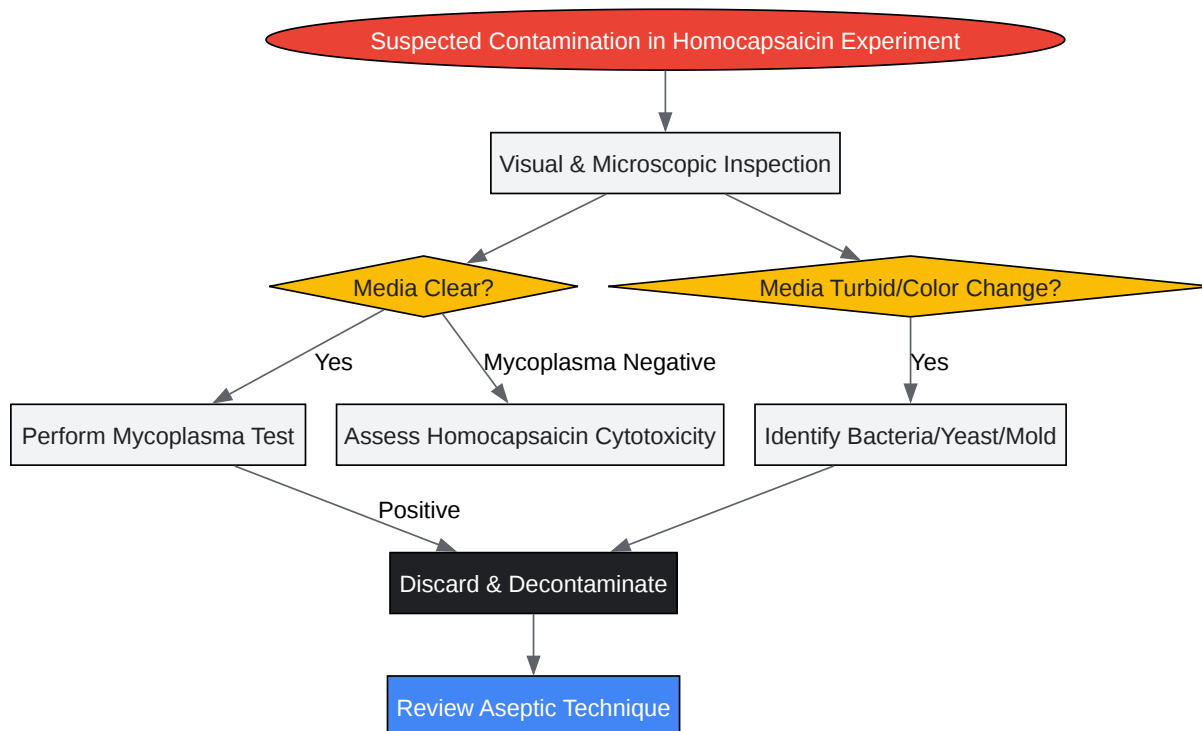 Suspected Contamination in Homocapsaicin Experiment
Visual & Microscopic Inspection
Media Clear?
Media Turbid/Color Change?
Yes
Mycoplasma Negative
Yes
Perform Mycoplasma Test
Assess Homocapsaicin Cytotoxicity
Identify Bacteria/Yeast/Mold
Positive
Discard & Decontaminate
Review Aseptic Technique